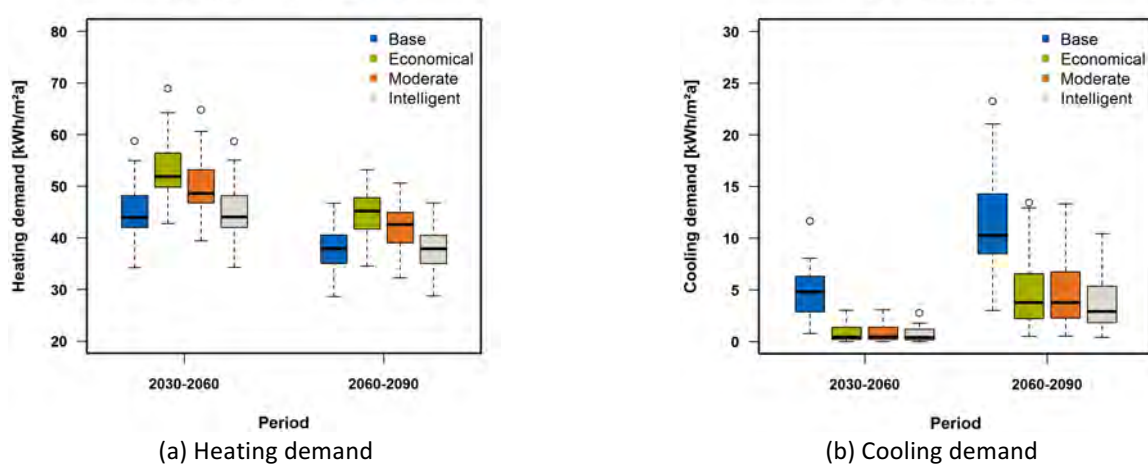 80
70
60
50
40
30
20
Heating demand [kWh/m²a]
Base
Economical
Moderate
Intelligent
2030-2060
2060-2090
Period
(a) Heating demand
30
25
20
15
10
5
0
Cooling demand [kWh/m²a]
Base
Economical
Moderate
Intelligent
2030-2060
2060-2090
Period
(b) Cooling demand